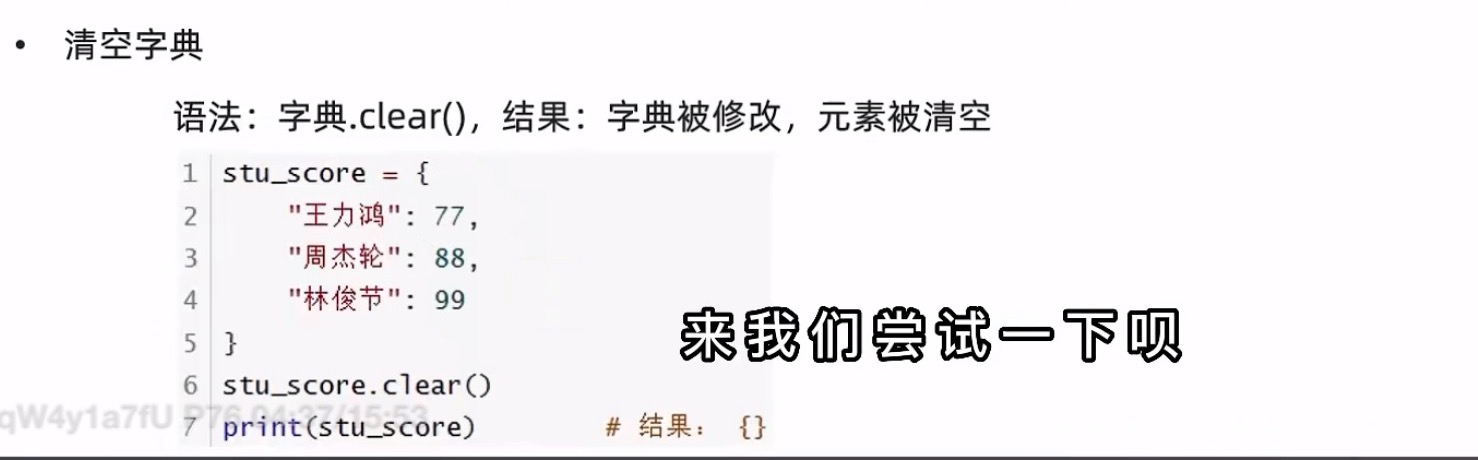 • 清空字典
语法：字典.clear()，结果：字典被修改，元素被清空
1 stu_score = {
2     "王力鸿": 77,
3     "周杰轮": 88,
4     "林俊节": 99
5 }
6 stu_score.clear()
7 print(stu_score)        # 结果： {}
来我们尝试一下呗
qW4y1a7fU P76 04:37/15:53